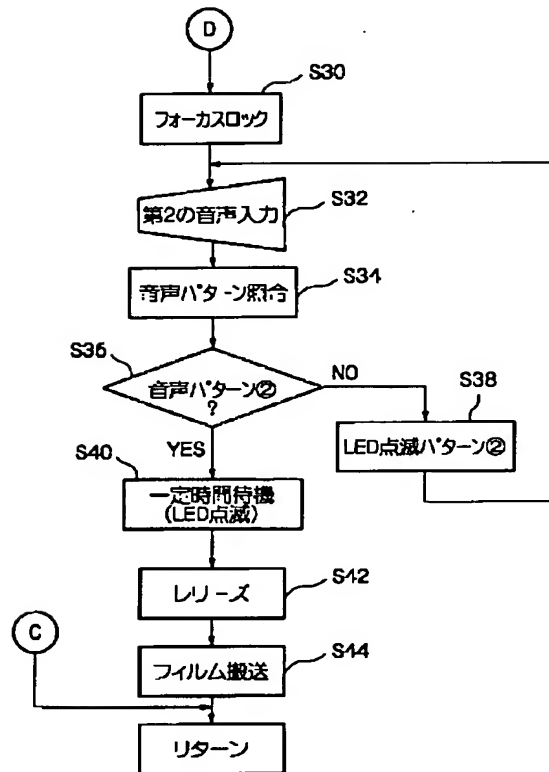 D
S30
フォーカスロック
第2の音声入力
S32
音声パターン照合
S34
S36
音声パターン②
?
NO
S38
LED点滅パターン②
YES
S40
一定時間待機
(LED点滅)
レリーズ
S42
C
フィルム搬送
S44
リターン